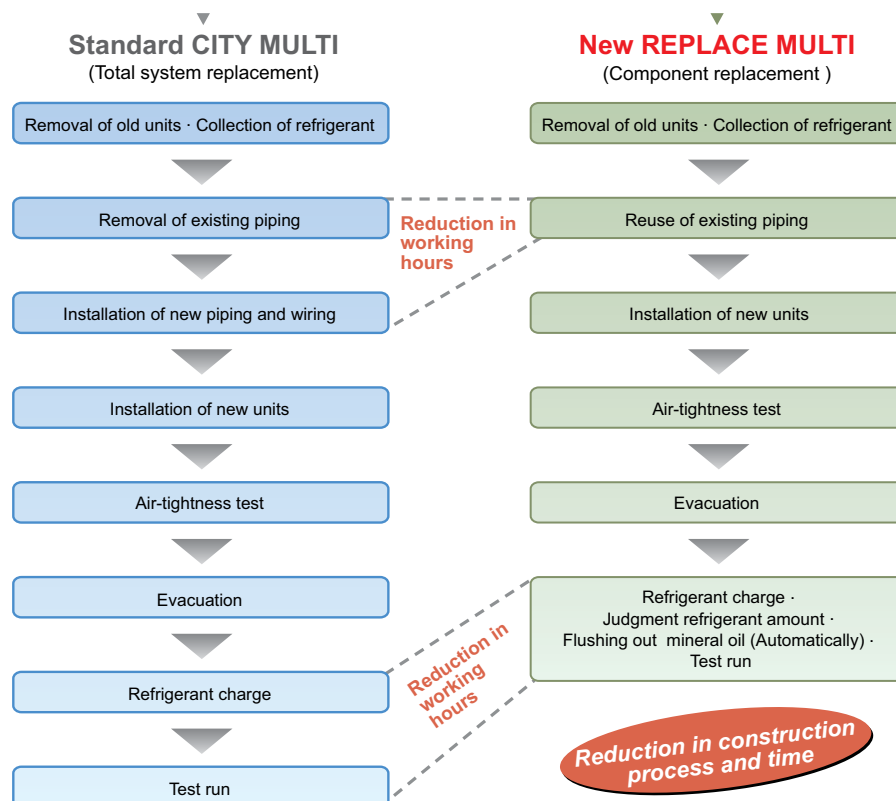 Standard CITY MULTI
(Total system replacement)
Removal of old units · Collection of refrigerant
Removal of existing piping
Installation of new piping and wiring
Installation of new units
Air-tightness test
Evacuation
Refrigerant charge
Test run
Reduction in
working
hours
Reduction in
working
hours
New REPLACE MULTI
(Component replacement )
Removal of old units · Collection of refrigerant
Reuse of existing piping
Installation of new units
Air-tightness test
Evacuation
Refrigerant charge ·
Judgment refrigerant amount ·
Flushing out mineral oil (Automatically) ·
Test run
Reduction in construction
process and time